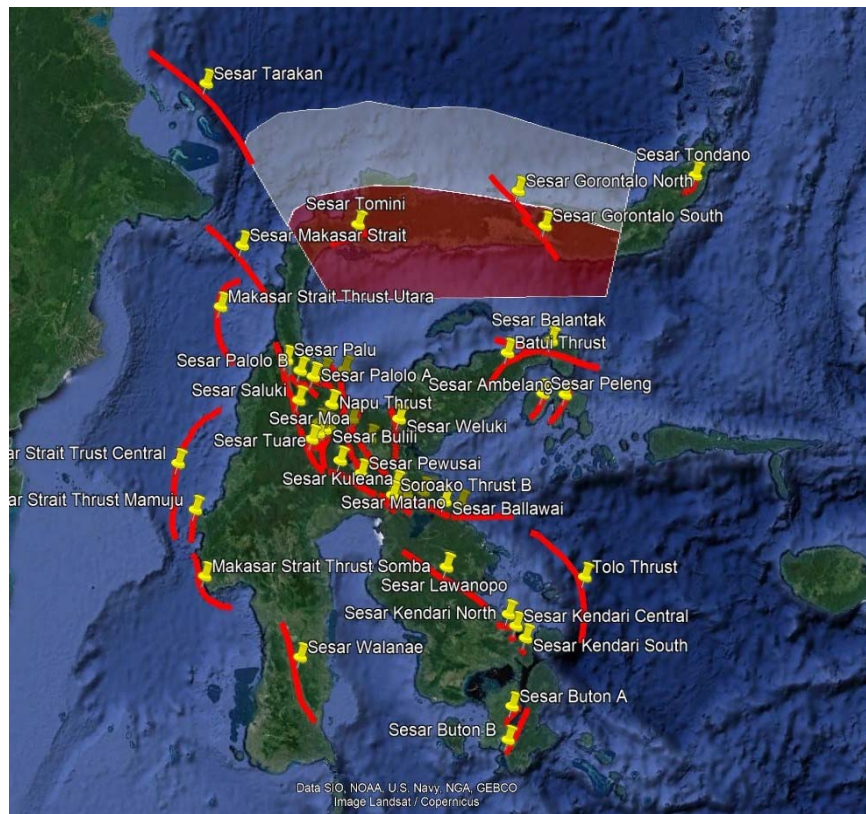 Sesar Tarakan
Sesar Tondano
Sesar Gorontalo North
Sesar Tomini
Sesar Gorontalo South
Sesar Makasar Strait
Makasar Strait Thrust Utara
Sesar Balantak
Batui Thrust
Sesar Palu
Sesar Palolo B
Sesar Palolo A
Sesar Ambelang
Sesar Peleng
Sesar Saluki
Napu Thrust
Sesar Moa
Sesar Weluki
Sesar Tuare
Sesar Bulili
ar Strait Trust Central
Sesar Pewusai
Sesar Kuleana
Soroako Thrust B
ar Strait Thrust Mamuju
Sesar Matano
Sesar Ballawai
Makasar Strait Thrust Somba
Tolo Thrust
Sesar Lawanopo
Sesar Kendari North
Sesar Kendari Central
Sesar Kendari South
Sesar Walanae
Sesar Buton A
Sesar Buton B
Data SIO, NOAA, U.S. Navy, NGA, GEBCO
Image Landsat / Copernicus